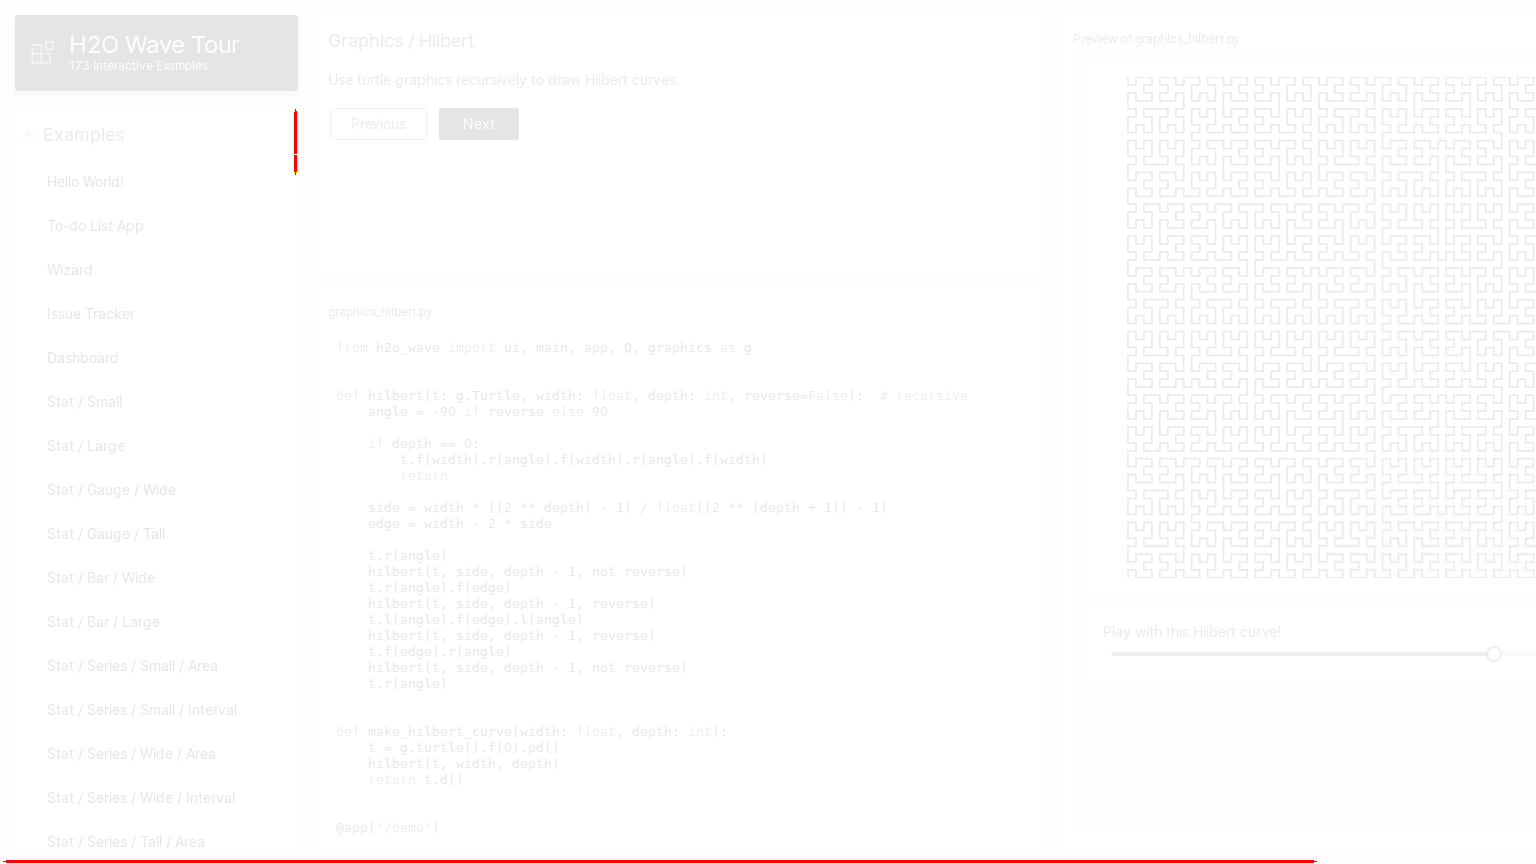 H2O Wave Tour
173 Interactive Examples
Examples
Hello World!
To-do List App
Wizard
Issue Tracker
Dashboard
Stat / Small
Stat / Large
Stat / Gauge / Wide
Stat / Gauge / Tall
Stat / Bar / Wide
Stat / Bar / Large
Stat / Series / Small / Area
Stat / Series / Small / Interval
Stat / Series / Wide / Area
Stat / Series / Wide / Interval
Stat / Series / Tall / Area
Graphics / Hilbert
Use turtle graphics recursively to draw Hilbert curves.
Previous
Next
graphics_hilbert.py
from h2o_wave import ui, main, app, Q, graphics as g
def hilbert(t: g.Turtle, width: float, depth: int, reverse=False):  # recursive
    angle = -90 if reverse else 90
    if depth == 0:
        t.f(width).r(angle).f(width).r(angle).f(width)
        return
    side = width * ((2 ** depth) - 1) / float((2 ** (depth + 1)) - 1)
    edge = width - 2 * side
    t.r(angle)
    hilbert(t, side, depth - 1, not reverse)
    t.r(angle).f(edge)
    hilbert(t, side, depth - 1, reverse)
    t.l(angle).f(edge).l(angle)
    hilbert(t, side, depth - 1, reverse)
    t.f(edge).r(angle)
    hilbert(t, side, depth - 1, not reverse)
    t.r(angle)
def make_hilbert_curve(width: float, depth: int):
    t = g.turtle().f(0).pd()
    hilbert(t, width, depth)
    return t.d()
@app('/demo')
Preview of graphics_hilbert.py
Play with this Hilbert curve!